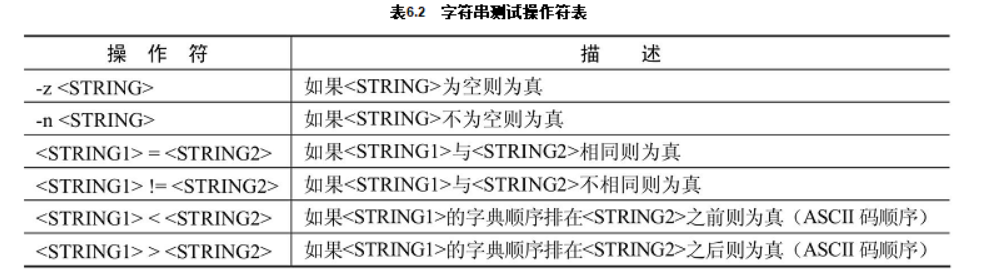 表6.2 字符串测试操作符表
操 作 符 描 述
-z <STRING> 如果<STRING>为空则为真
-n <STRING> 如果<STRING>不为空则为真
<STRING1> = <STRING2> 如果<STRING1>与<STRING2>相同则为真
<STRING1> != <STRING2> 如果<STRING1>与<STRING2>不相同则为真
<STRING1> < <STRING2> 如果<STRING1>的字典顺序排在<STRING2>之前则为真（ASCII 码顺序）
<STRING1> > <STRING2> 如果<STRING1>的字典顺序排在<STRING2>之后则为真（ASCII 码顺序）